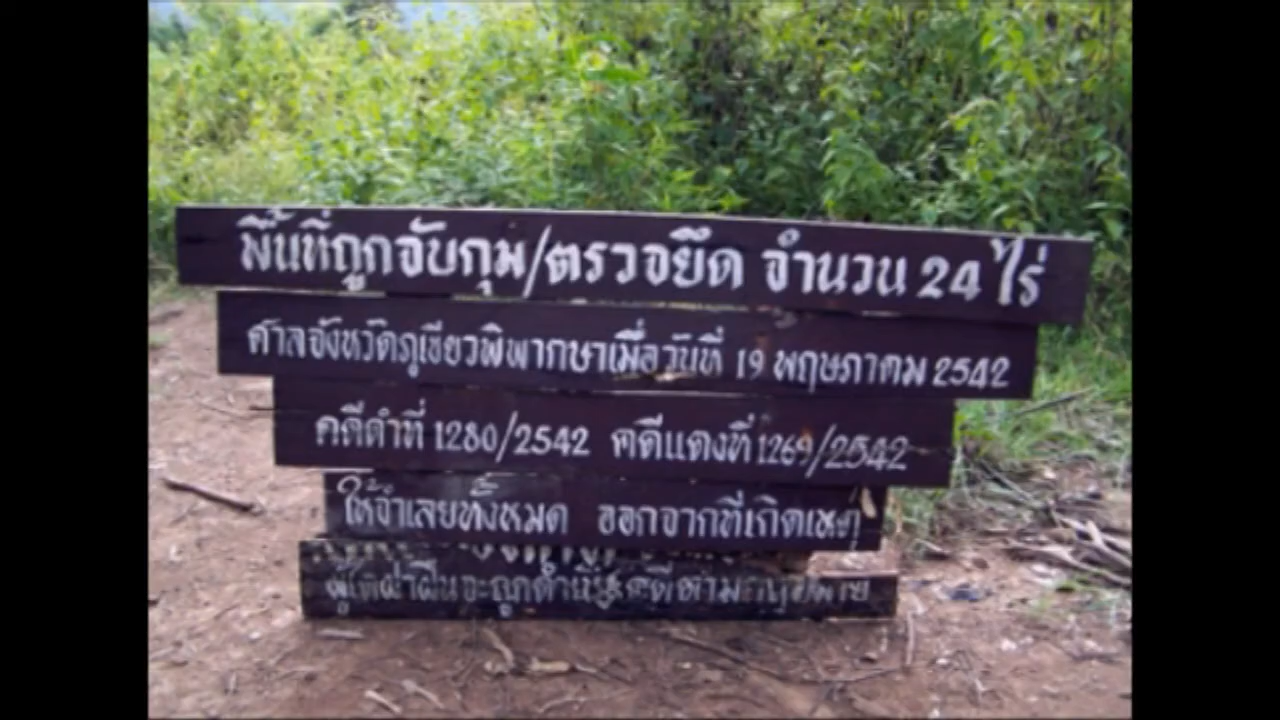 พื้นที่ถูกจับกุม/ตรวจยึด จำนวน 24 ไร่
ศาลจังหวัดภูเขียวพิพากษาเมื่อวันที่ 19 พฤษภาคม 2542
คดีดำที่ 1280/2542 คดีแดงที่ 1269/2542
ให้จำเลยทั้งหมด ออกจากที่เกิดเหตุ
ผู้ใดฝ่าฝืนจะถูกดำเนินคดีตามกฎหมาย